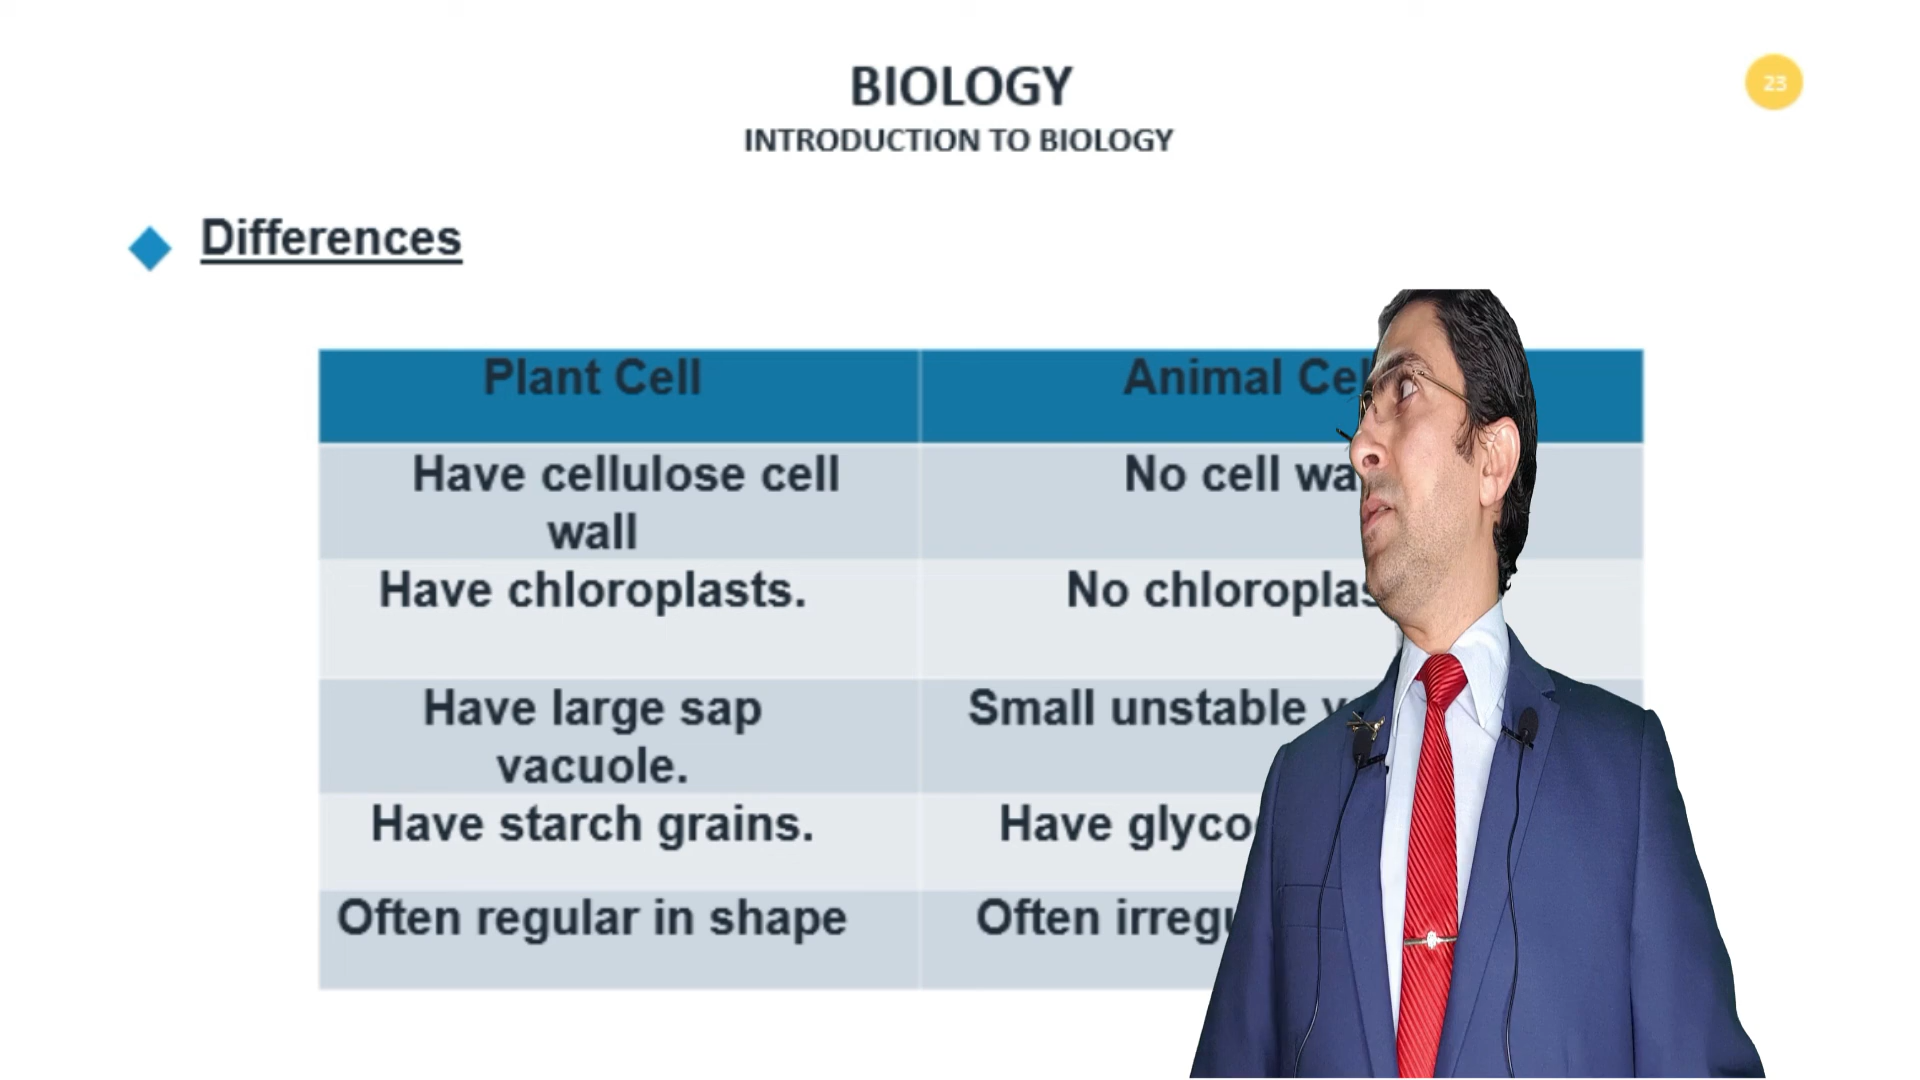 BIOLOGY
23
INTRODUCTION TO BIOLOGY
Differences
Plant Cell
Animal
Have cellulose cell
wall
No cell
Have chloroplasts.
No
Have large sap
vacuole.
Small unstable
Have starch grains.
Have
Often regular in shape
Often